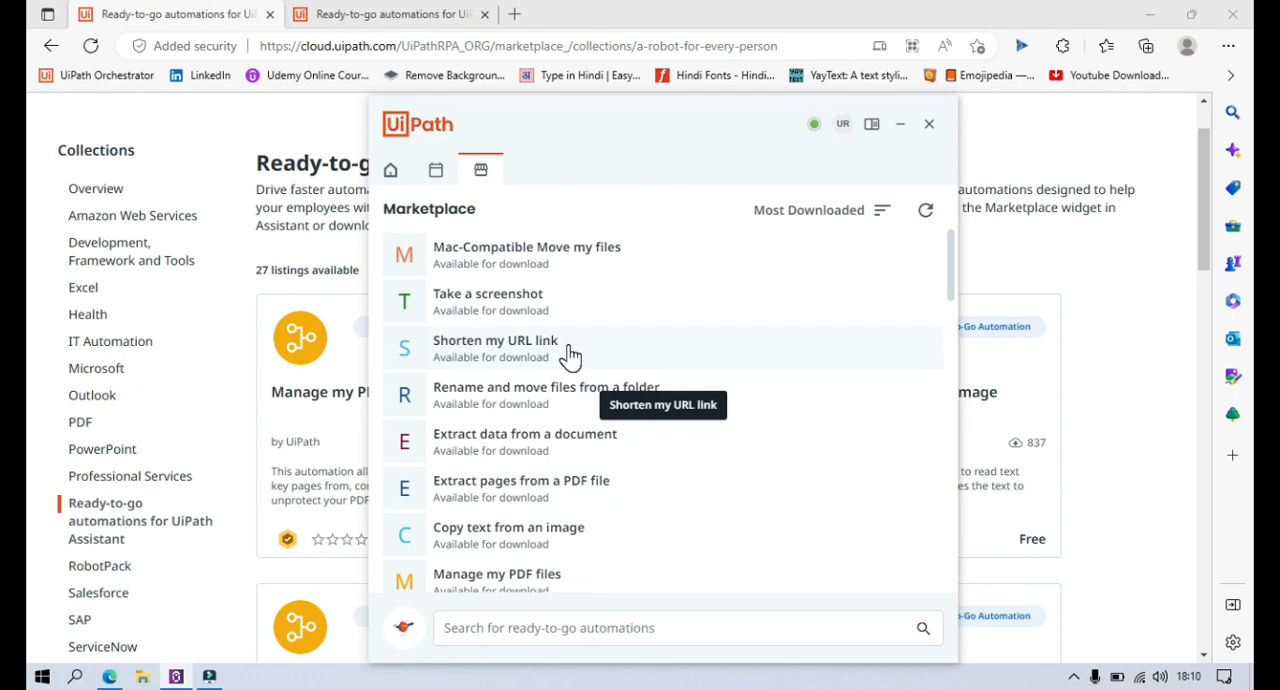 Ready-to-go automations for Ui
Ready-to-go automations for Ui
Added security
https://cloud.uipath.com/UiPathRPA_ORG/marketplace_/collections/a-robot-for-every-person
UiPath Orchestrator
LinkedIn
Udemy Online Cour...
Remove Backgroun...
Type in Hindi | Easy...
Hindi Fonts - Hindi...
YayText: A text styli...
Emojipedia —...
Youtube Download...
Collections
Overview
Amazon Web Services
Development,
Framework and Tools
Excel
Health
IT Automation
Microsoft
Outlook
PDF
PowerPoint
Professional Services
Ready-to-go
automations for UiPath
Assistant
RobotPack
Salesforce
SAP
ServiceNow
Ready-to-g
Drive faster automa
your employees wit
Assistant or downlo
automations designed to help
the Marketplace widget in
27 listings available
Manage my P
by UiPath
This automation all
key pages from, co
unprotect your PDF
-Go Automation
mage
837
to read text
es the text to
Free
-Go Automation
UiPath
UR
Marketplace
Most Downloaded
M
Mac-Compatible Move my files
Available for download
T
Take a screenshot
Available for download
S
Shorten my URL link
Available for download
R
Rename and move files from a folder
Available for download
Shorten my URL link
E
Extract data from a document
Available for download
E
Extract pages from a PDF file
Available for download
C
Copy text from an image
Available for download
M
Manage my PDF files
Available for download
Search for ready-to-go automations
18:10